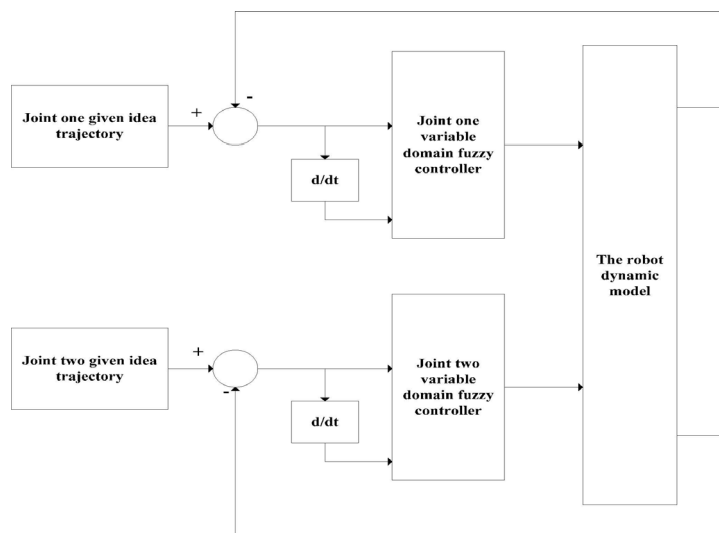 -
Joint one given idea
trajectory
+
Joint one
variable
domain fuzzy
controller
d/dt
The robot
dynamic
model
Joint two given idea
trajectory
+
-
Joint two
variable
domain fuzzy
controller
d/dt